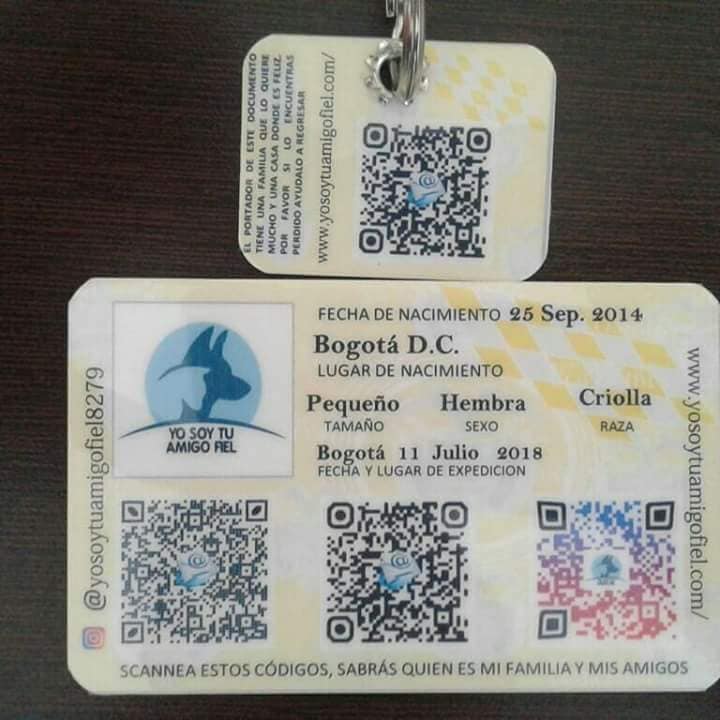 EL PORTADOR DE ESTE DOCUMENTO
TIENE UNA FAMILIA QUE LO QUIERE
MUCHO Y UNA CASA DONDE ES FELIZ,
POR FAVOR SI LO ENCUENTRAS
PERDIDO AYUDALO A REGRESAR
www.yosoytuamigofiel.com/
@
FECHA DE NACIMIENTO 25 Sep. 2014
Bogotá D.C.
LUGAR DE NACIMIENTO
Pequeño Hembra Criolla
TAMAÑO SEXO RAZA
Bogotá 11 Julio 2018
FECHA Y LUGAR DE EXPEDICION
YO SOY TU
AMIGO FIEL
@yosoytuamigofiel8279
www.yosoytuamigofiel.com/
@
@
SCANNEA ESTOS CÓDIGOS, SABRÁS QUIEN ES MI FAMILIA Y MIS AMIGOS